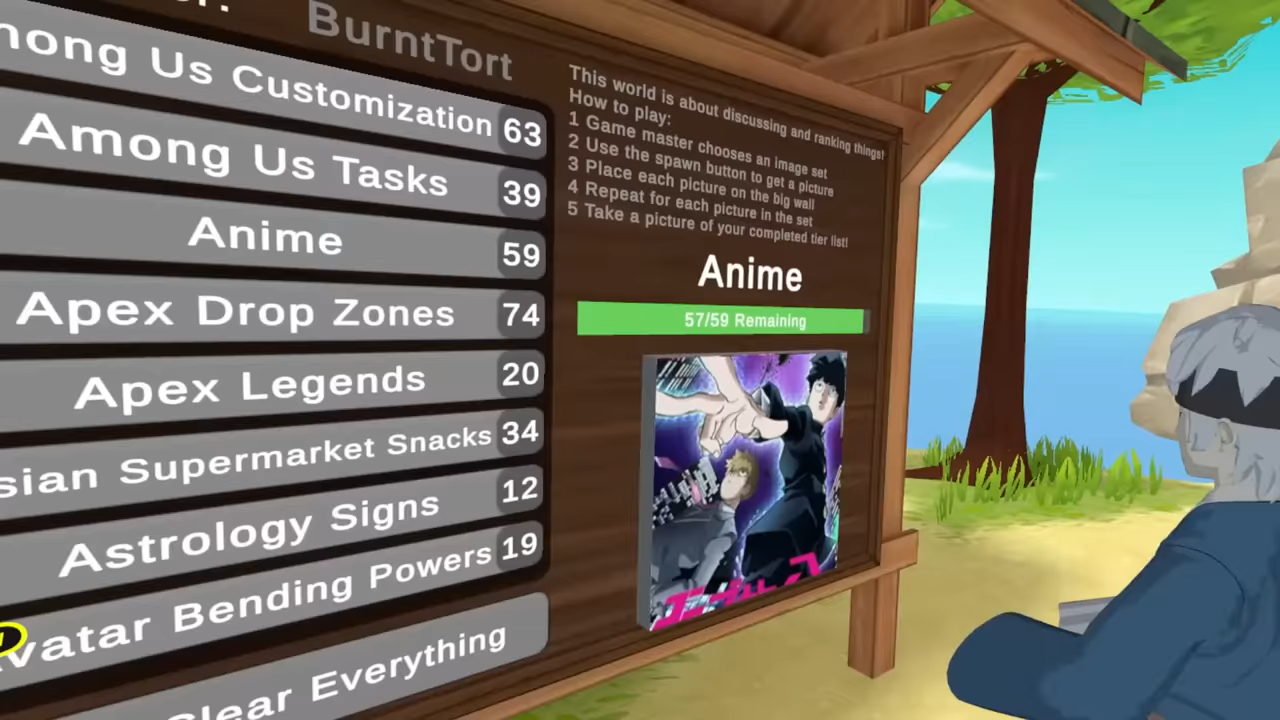 BurntTort
mong Us Customization 63
Among Us Tasks 39
Anime 59
Apex Drop Zones 74
Apex Legends 20
sian Supermarket Snacks 34
Astrology Signs 12
vatar Bending Powers 19
Clear Everything
This world is about discussing and ranking things!
How to play:
1 Game master chooses an image set
2 Use the spawn button to get a picture
3 Place each picture on the big wall
4 Repeat for each picture in the set
5 Take a picture of your completed tier list!
Anime
57/59 Remaining